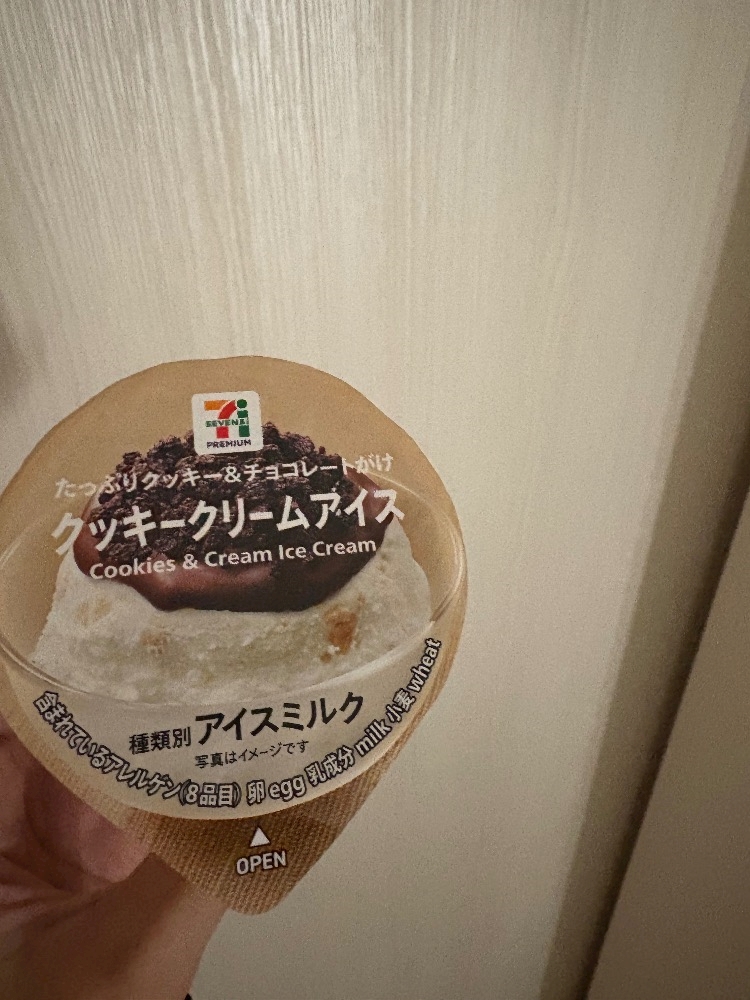 SEVEN&i
PREMIUM
たっぷりクッキー&チョコレートがけ
クッキークリームアイス
Cookies & Cream Ice Cream
種類別 アイスミルク
写真はイメージです
含まれているアレルゲン(8品目) 卵 egg 乳成分 milk 小麦 wheat
OPEN